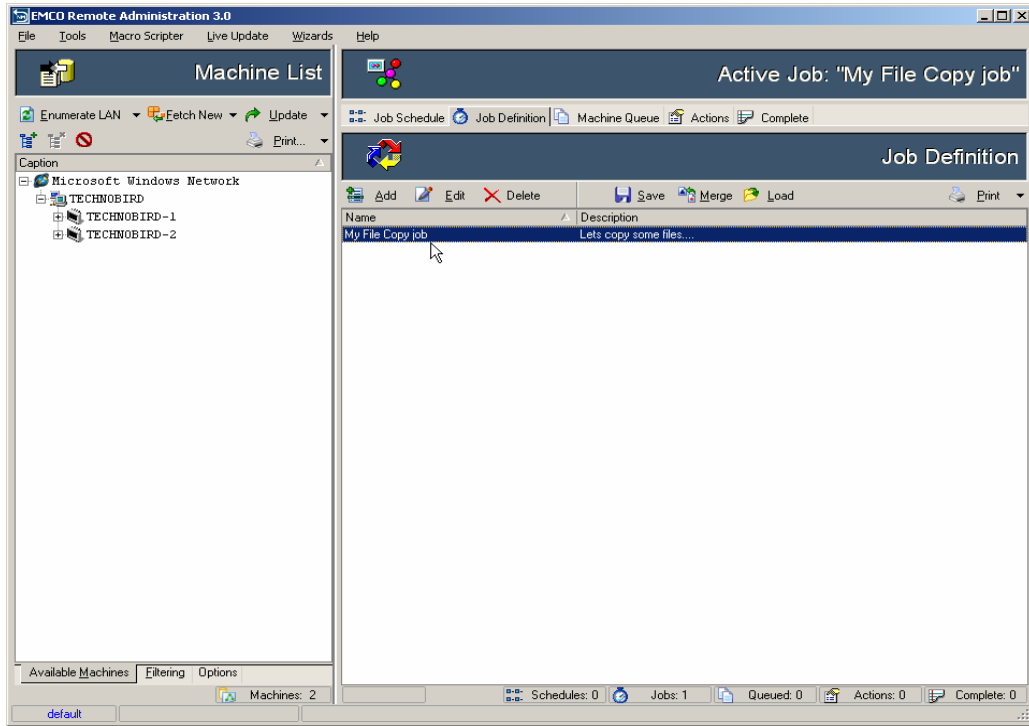 EMCO Remote Administration 3.0
File Tools Macro Scripter Live Update Wizards Help
Machine List
Active Job: "My File Copy job"
Enumerate LAN Fetch New Update
Print...
Caption
Microsoft Windows Network
TECHNOBIRD
TECHNOBIRD-1
TECHNOBIRD-2
Job Schedule Job Definition Machine Queue Actions Complete
Job Definition
Add Edit Delete Save Merge Load Print
Name Description
My File Copy job Lets copy some files....
Available Machines Filtering Options
Machines: 2
Schedules: 0 Jobs: 1 Queued: 0 Actions: 0 Complete: 0
default